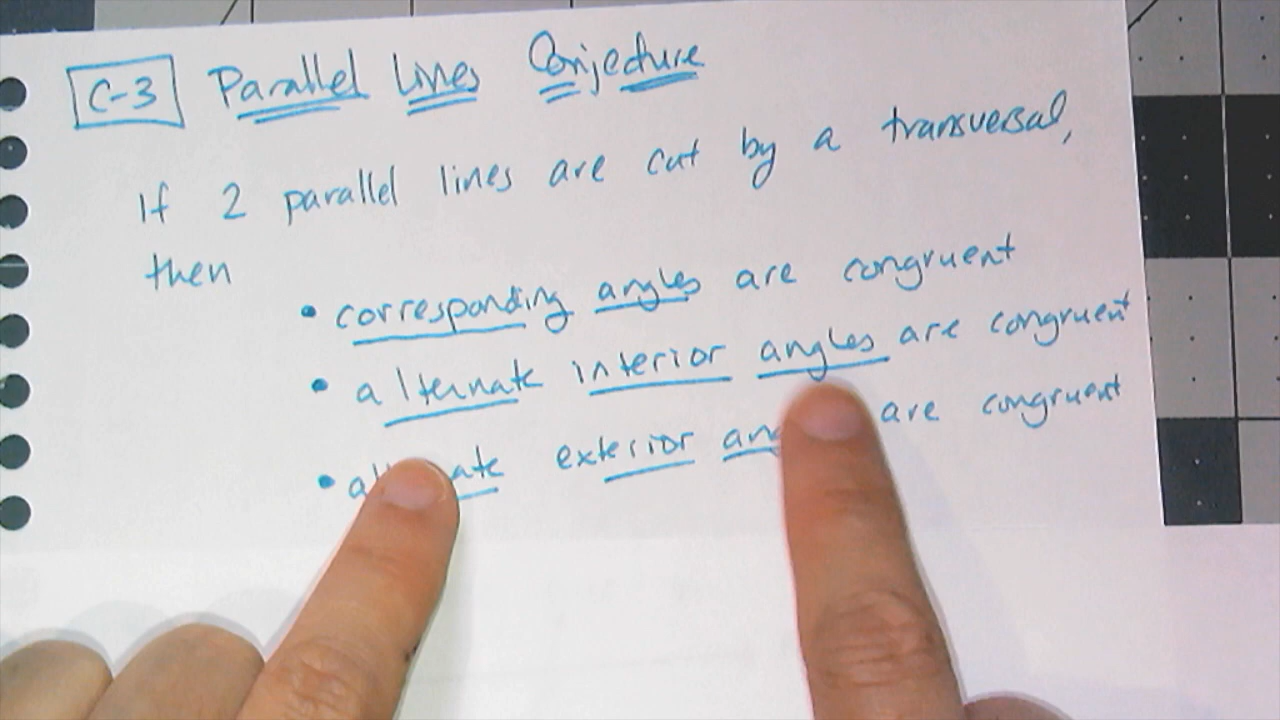 C-3 Parallel Lines Conjecture
If 2 parallel lines are cut by a transversal,
then
• corresponding angles are congruent
• alternate interior angles are congruent
• exterior are congruent